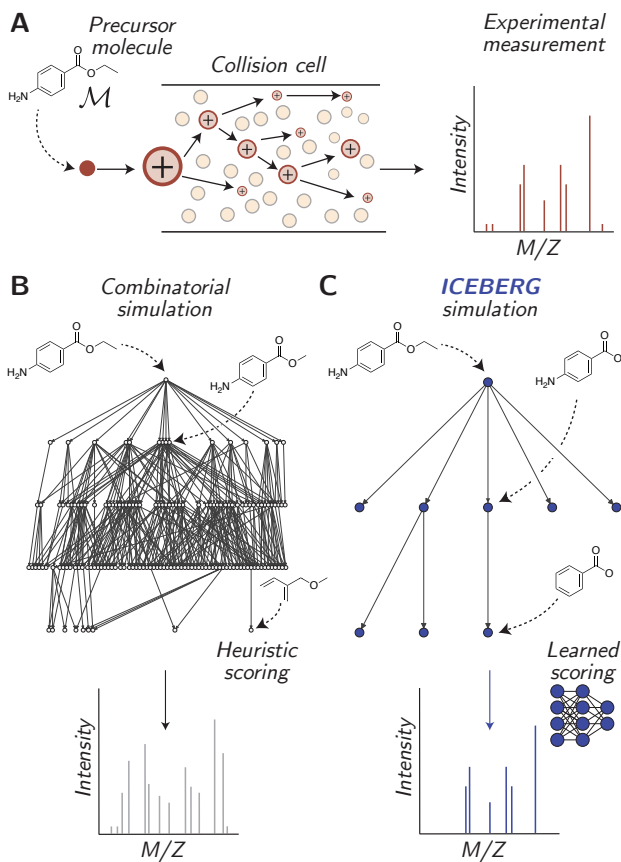 A
Precursor
molecule
O
O
H₂N
M
Collision cell
+
+
+
+
+
+
+
+
+
+
Experimental
measurement
Intensity
M/Z
B
Combinatorial
simulation
O
O
H₂N
O
O
H₂N
O
Heuristic
scoring
Intensity
M/Z
C
ICEBERG
simulation
O
O
H₂N
O
O
H₂N
O
O
Learned
scoring
Intensity
M/Z